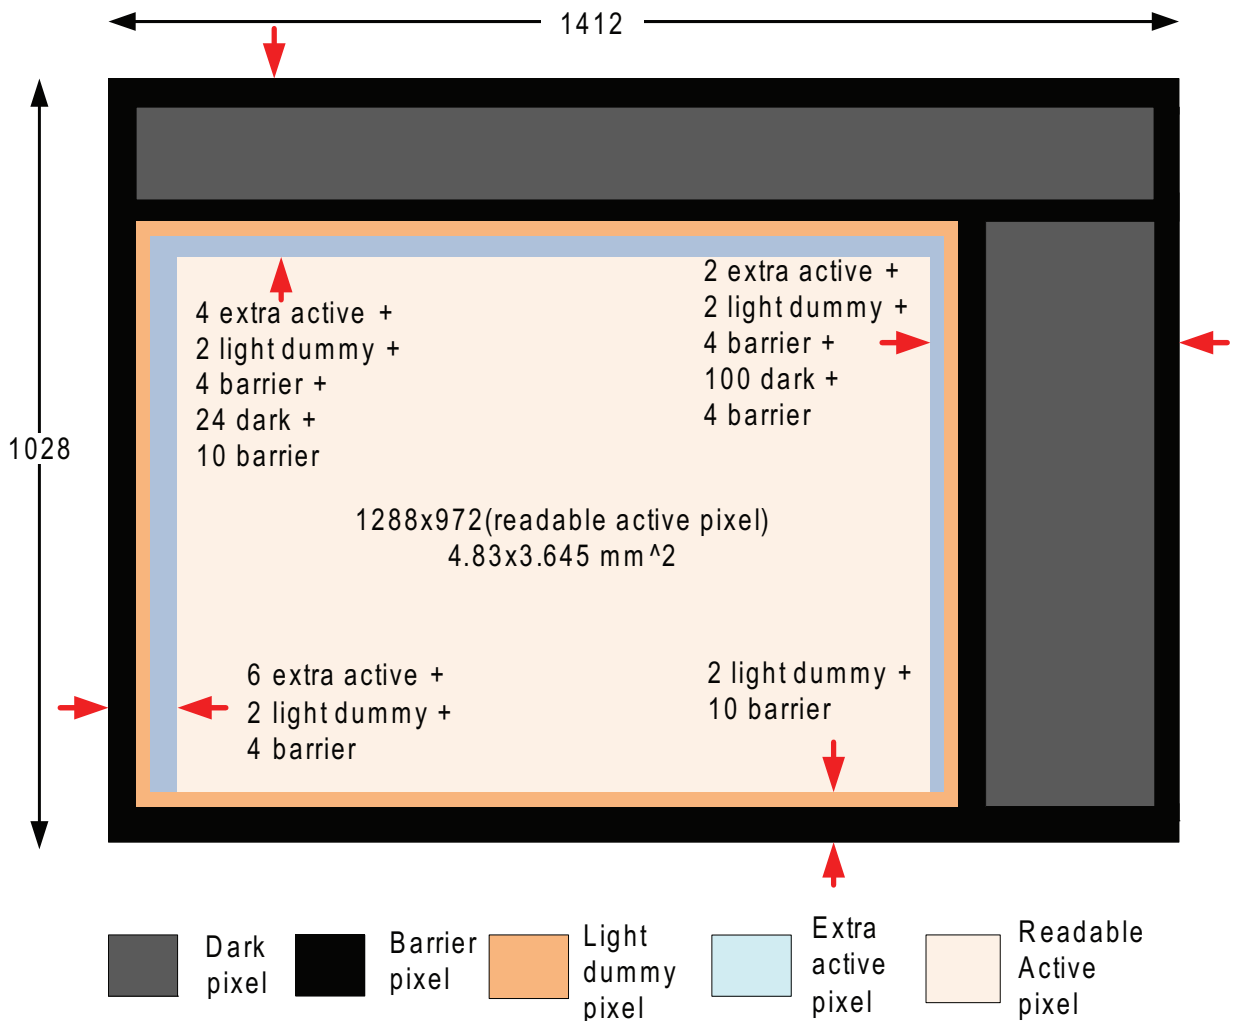 1412
1028
4 extra active +
2 light dummy +
4 barrier +
24 dark +
10 barrier
2 extra active +
2 light dummy +
4 barrier +
100 dark +
4 barrier
1288x972(readable active pixel)
4.83x3.645 mm^2
6 extra active +
2 light dummy +
4 barrier
2 light dummy +
10 barrier
Dark
pixel
Barrier
pixel
Light
dummy
pixel
Extra
active
pixel
Readable
Active
pixel